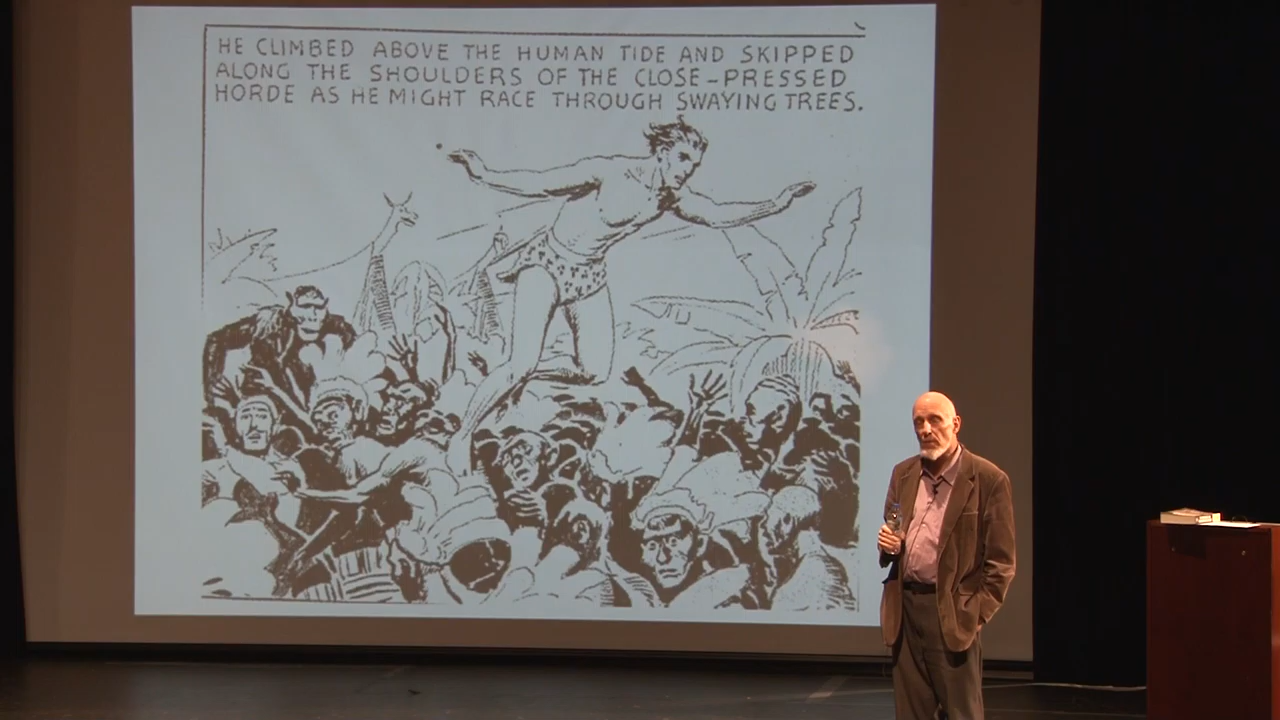 HE CLIMBED ABOVE THE HUMAN TIDE AND SKIPPED
ALONG THE SHOULDERS OF THE CLOSE-PRESSED
HORDE AS HE MIGHT RACE THROUGH SWAYING TREES.